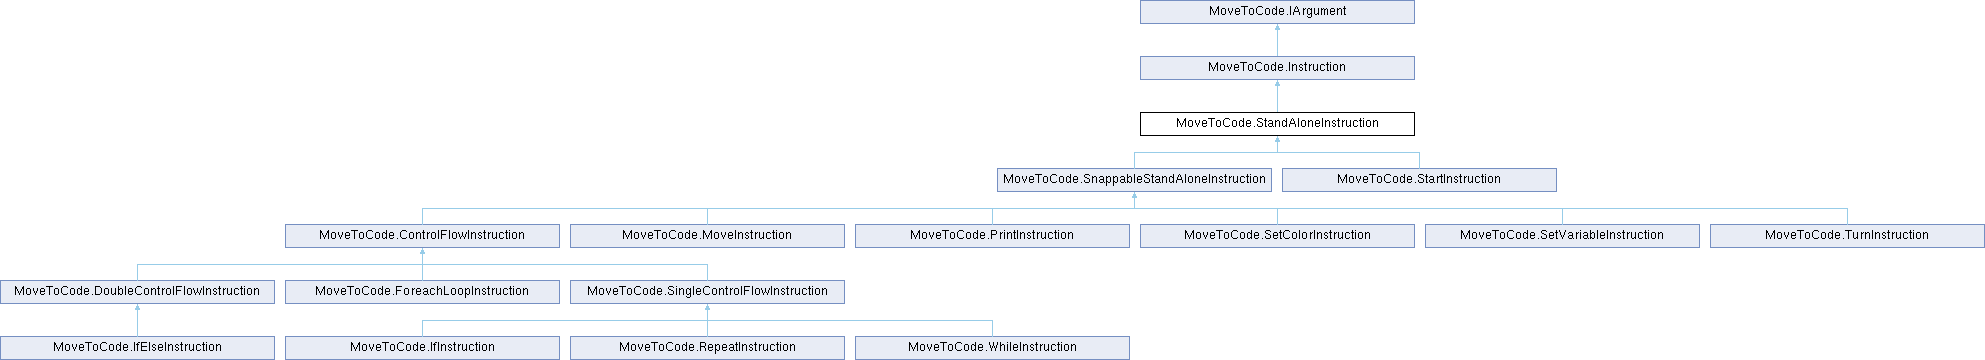 MoveToCode.IArgument
MoveToCode.Instruction
MoveToCode.StandAloneInstruction
MoveToCode.SnappableStandAloneInstruction
MoveToCode.StartInstruction
MoveToCode.ControlFlowInstruction
MoveToCode.MoveInstruction
MoveToCode.PrintInstruction
MoveToCode.SetColorInstruction
MoveToCode.SetVariableInstruction
MoveToCode.TurnInstruction
MoveToCode.DoubleControlFlowInstruction
MoveToCode.ForeachLoopInstruction
MoveToCode.SingleControlFlowInstruction
MoveToCode.IfElseInstruction
MoveToCode.IfInstruction
MoveToCode.RepeatInstruction
MoveToCode.WhileInstruction